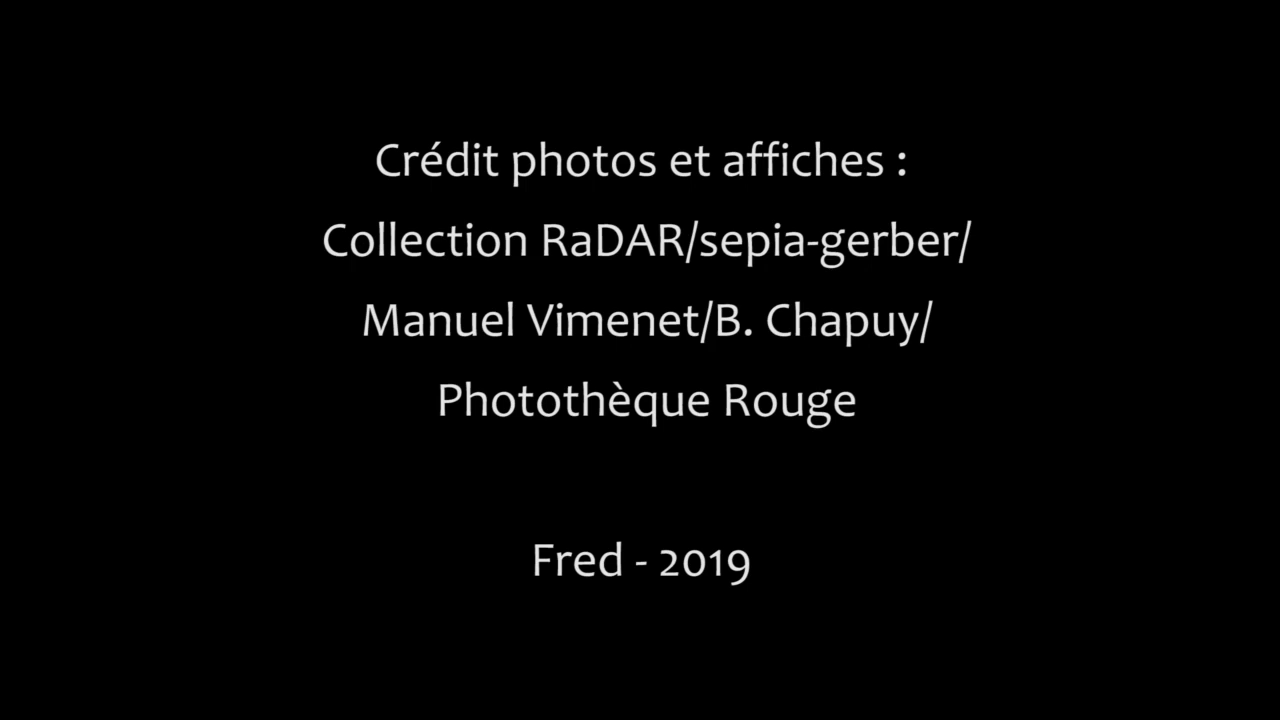 Crédit photos et affiches :
Collection RaDAR/sepia-gerber/
Manuel Vimenet/B. Chapuy/
Photothèque Rouge
Fred - 2019